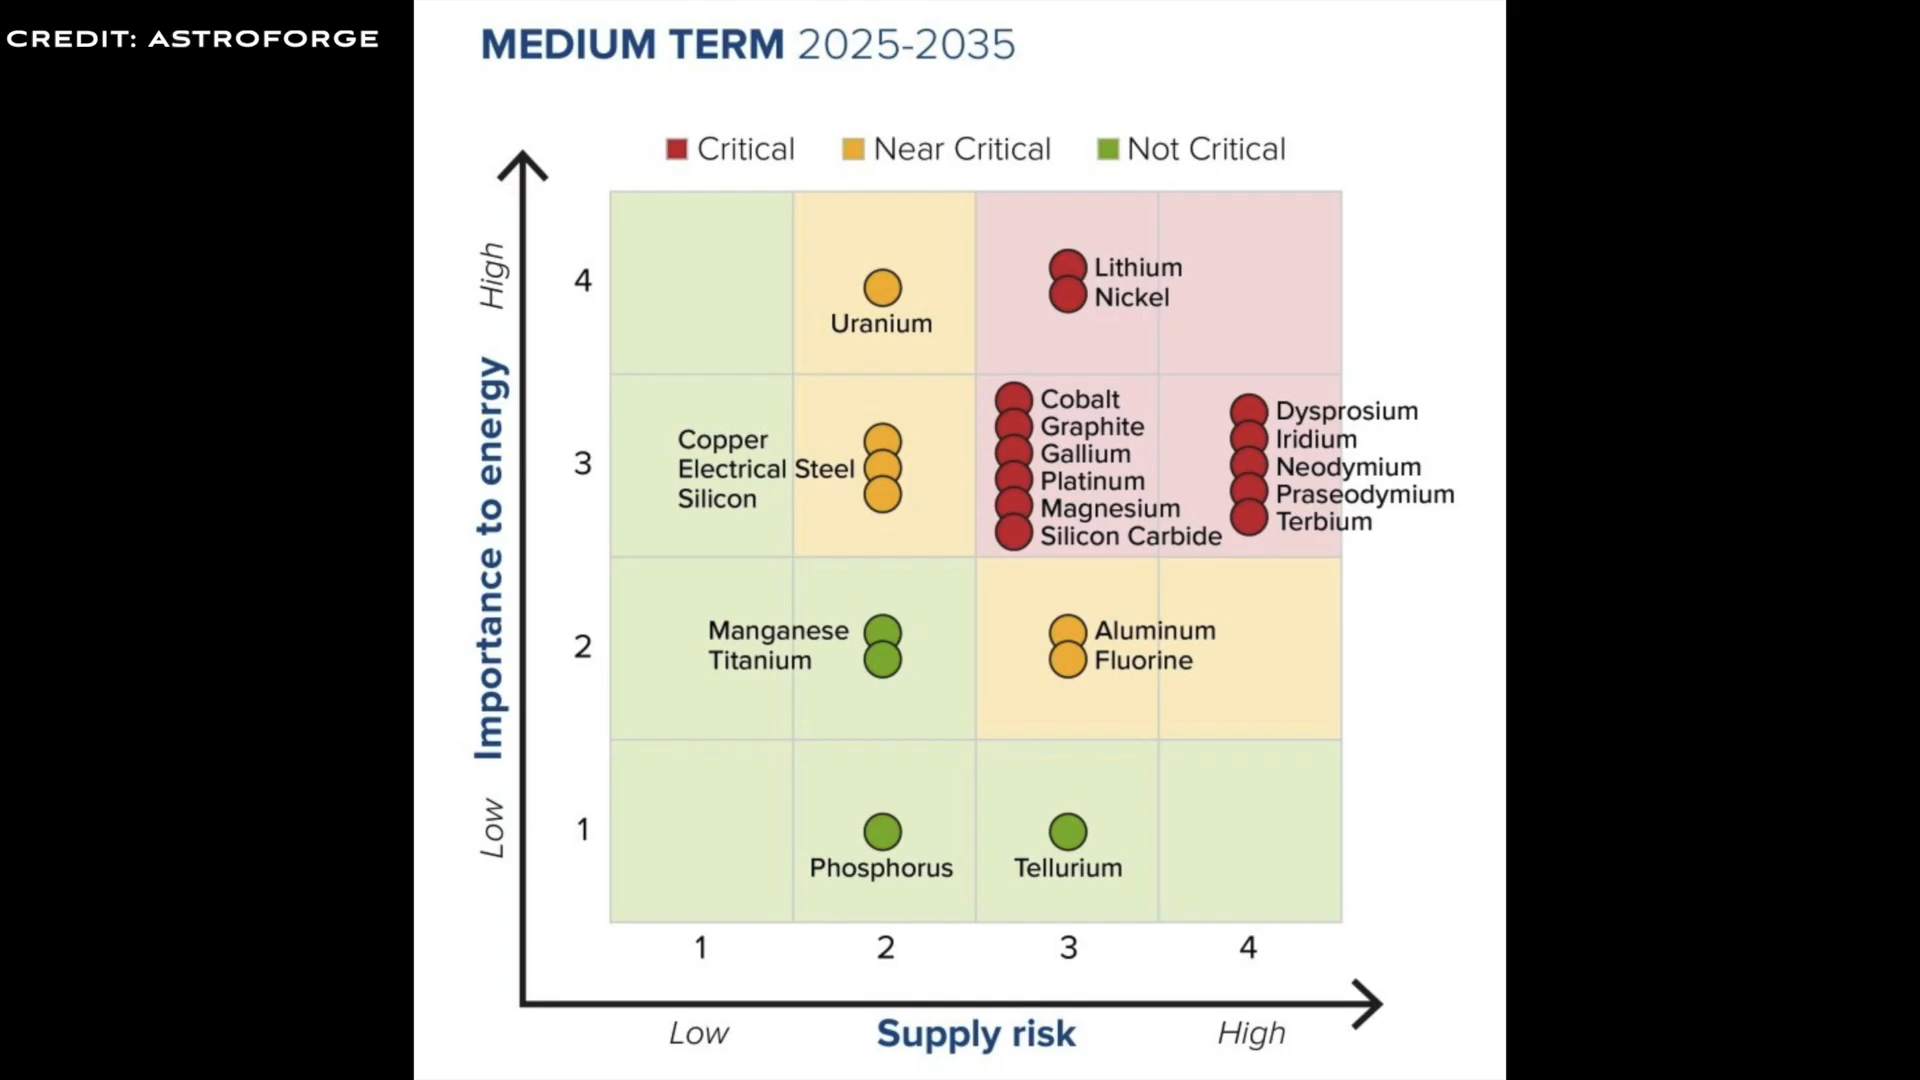 CREDIT: ASTROFORGE
MEDIUM TERM 2025-2035
Critical
Near Critical
Not Critical
High
Importance to energy
Low
4
3
2
1
Uranium
Lithium
Nickel
Copper
Electrical Steel
Silicon
Cobalt
Graphite
Gallium
Platinum
Magnesium
Silicon Carbide
Dysprosium
Iridium
Neodymium
Praseodymium
Terbium
Manganese
Titanium
Aluminum
Fluorine
Phosphorus
Tellurium
1 2 3 4
Low Supply risk High